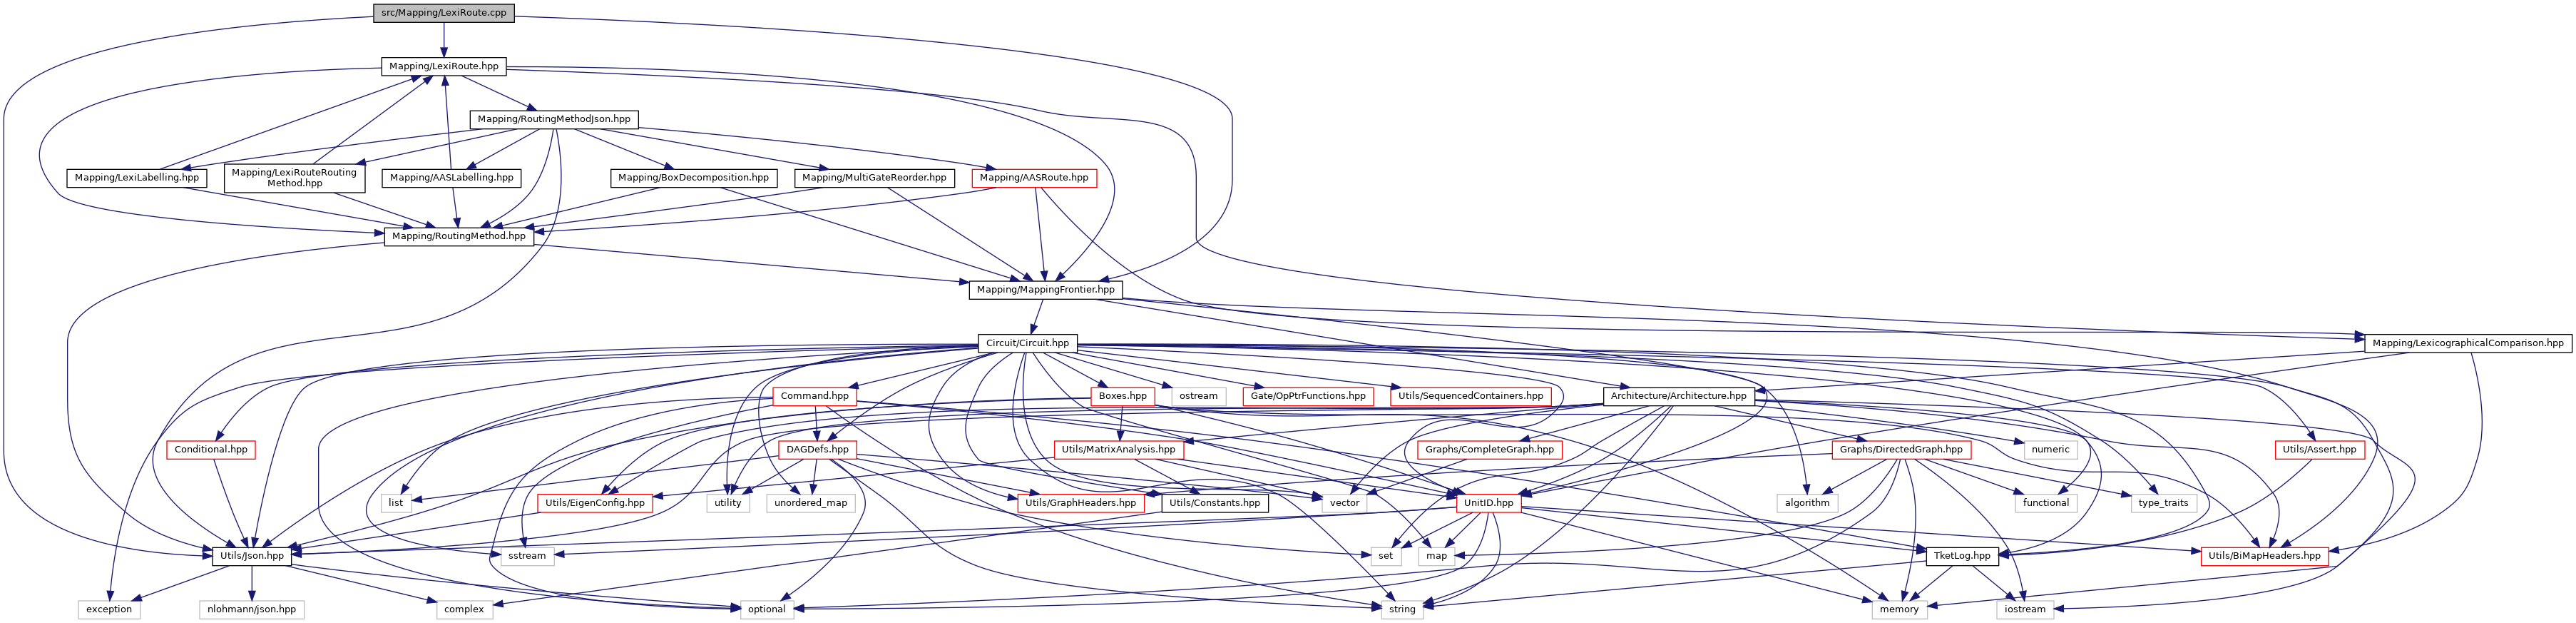 src/Mapping/LexiRoute.cpp
Mapping/LexiRoute.hpp
Mapping/RoutingMethodJson.hpp
Mapping/LexiLabelling.hpp
Mapping/LexiRouteRouting
Method.hpp
Mapping/AASLabelling.hpp
Mapping/BoxDecomposition.hpp
Mapping/MultiGateReorder.hpp
Mapping/AASRoute.hpp
Mapping/RoutingMethod.hpp
Mapping/MappingFrontier.hpp
Circuit/Circuit.hpp
Mapping/LexicographicalComparison.hpp
Command.hpp
Boxes.hpp
ostream
Gate/OpPtrFunctions.hpp
Utils/SequencedContainers.hpp
Architecture/Architecture.hpp
Conditional.hpp
DAGDefs.hpp
Utils/MatrixAnalysis.hpp
Graphs/CompleteGraph.hpp
Graphs/DirectedGraph.hpp
numeric
Utils/Assert.hpp
list
Utils/EigenConfig.hpp
utility
unordered_map
Utils/GraphHeaders.hpp
Utils/Constants.hpp
vector
UnitID.hpp
algorithm
functional
type_traits
Utils/Json.hpp
sstream
set
map
TketLog.hpp
Utils/BiMapHeaders.hpp
exception
nlohmann/json.hpp
complex
optional
string
memory
iostream